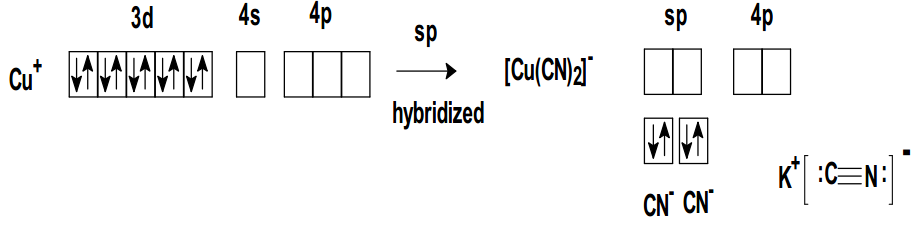 3d 4s 4p sp 4p
sp
Cu+ [Cu(CN)2]-
hybridized
K+ [:C≡N:]-
CN- CN-